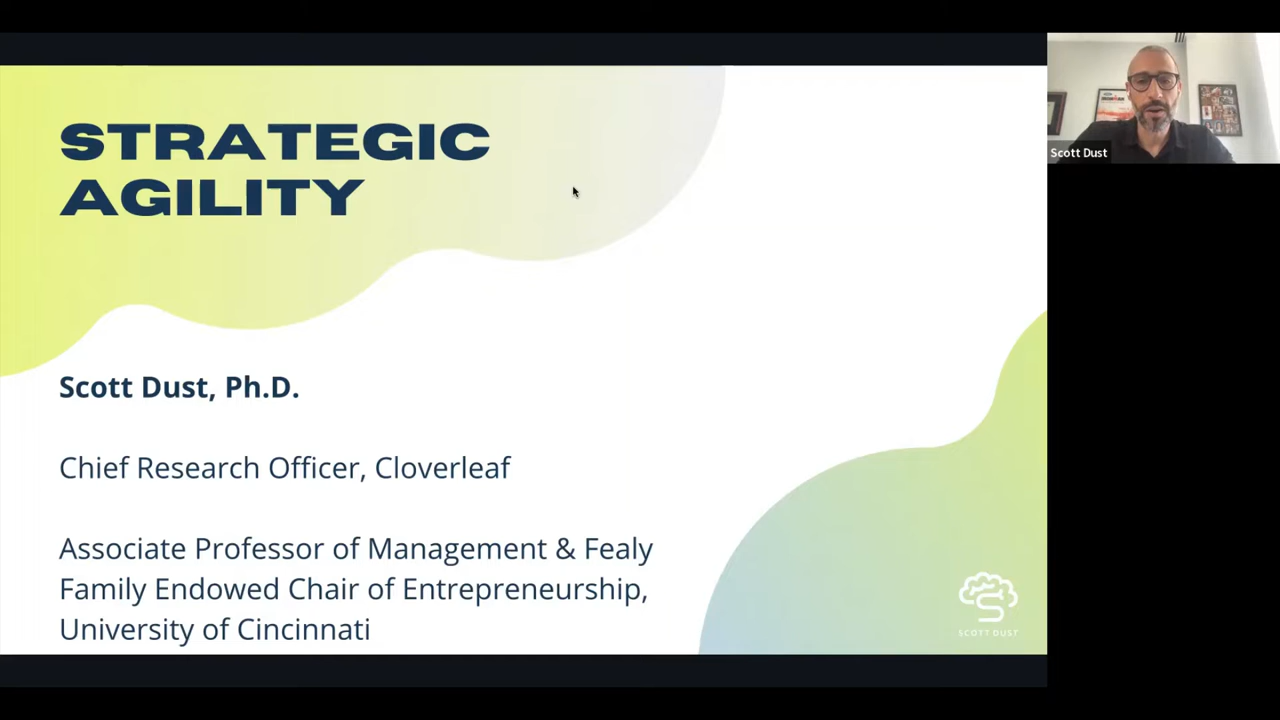 STRATEGIC
AGILITY
Scott Dust
Scott Dust, Ph.D.
Chief Research Officer, Cloverleaf
Associate Professor of Management & Fealy
Family Endowed Chair of Entrepreneurship,
University of Cincinnati
SCOTT DUST